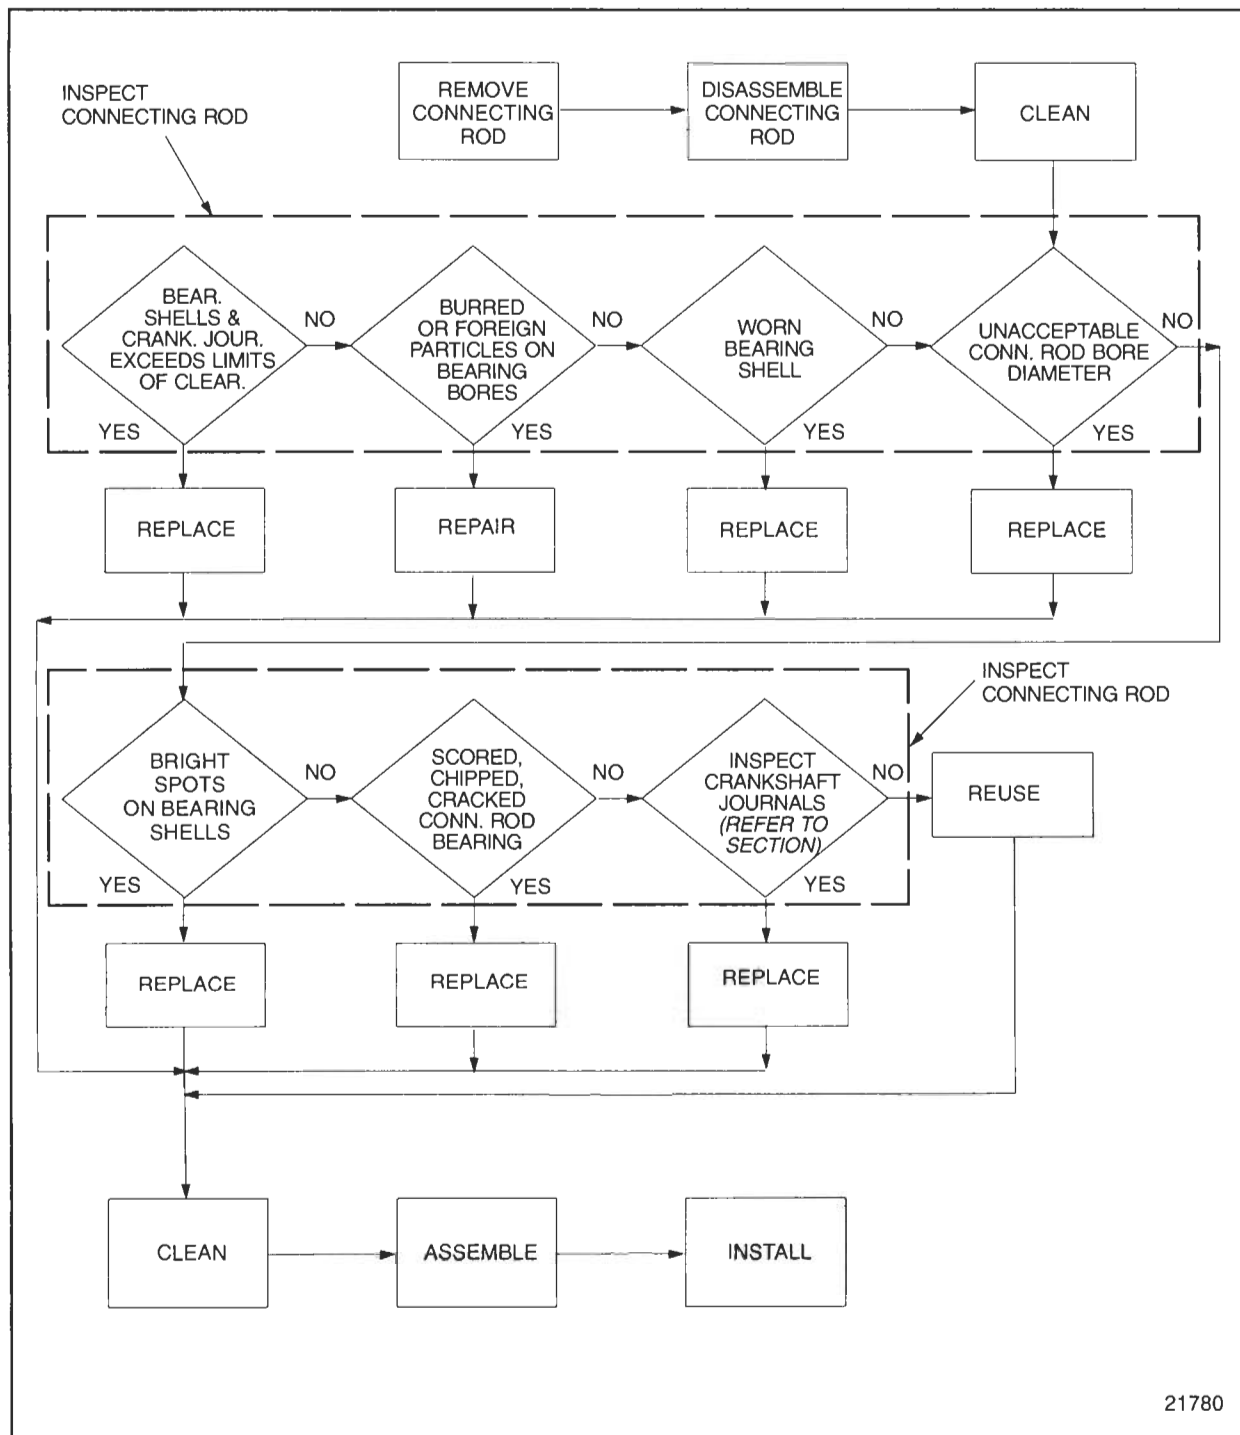 INSPECT
CONNECTING ROD
REMOVE
CONNECTING
ROD
DISASSEMBLE
CONNECTING
ROD
CLEAN
BEAR.
SHELLS &
CRANK. JOUR.
EXCEEDS LIMITS
OF CLEAR.
NO
YES
BURRED
OR FOREIGN
PARTICLES ON
BEARING
BORES
NO
YES
WORN
BEARING
SHELL
NO
YES
UNACCEPTABLE
CONN. ROD BORE
DIAMETER
NO
YES
REPLACE
REPAIR
REPLACE
REPLACE
INSPECT
CONNECTING ROD
BRIGHT
SPOTS
ON BEARING
SHELLS
NO
YES
SCORED,
CHIPPED,
CRACKED
CONN. ROD
BEARING
NO
YES
INSPECT
CRANKSHAFT
JOURNALS
(REFER TO
SECTION)
NO
YES
REUSE
REPLACE
REPLACE
REPLACE
CLEAN
ASSEMBLE
INSTALL
21780